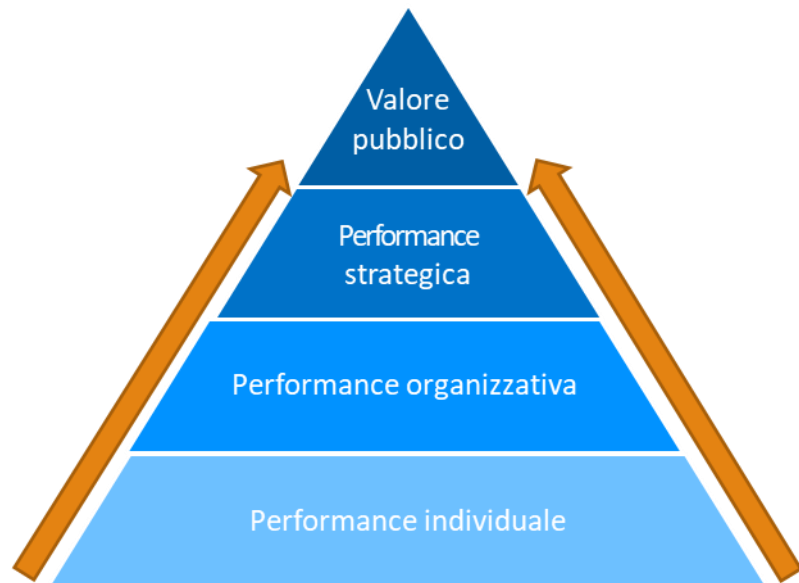 Valore
pubblico
Performance
strategica
Performance organizzativa
Performance individuale